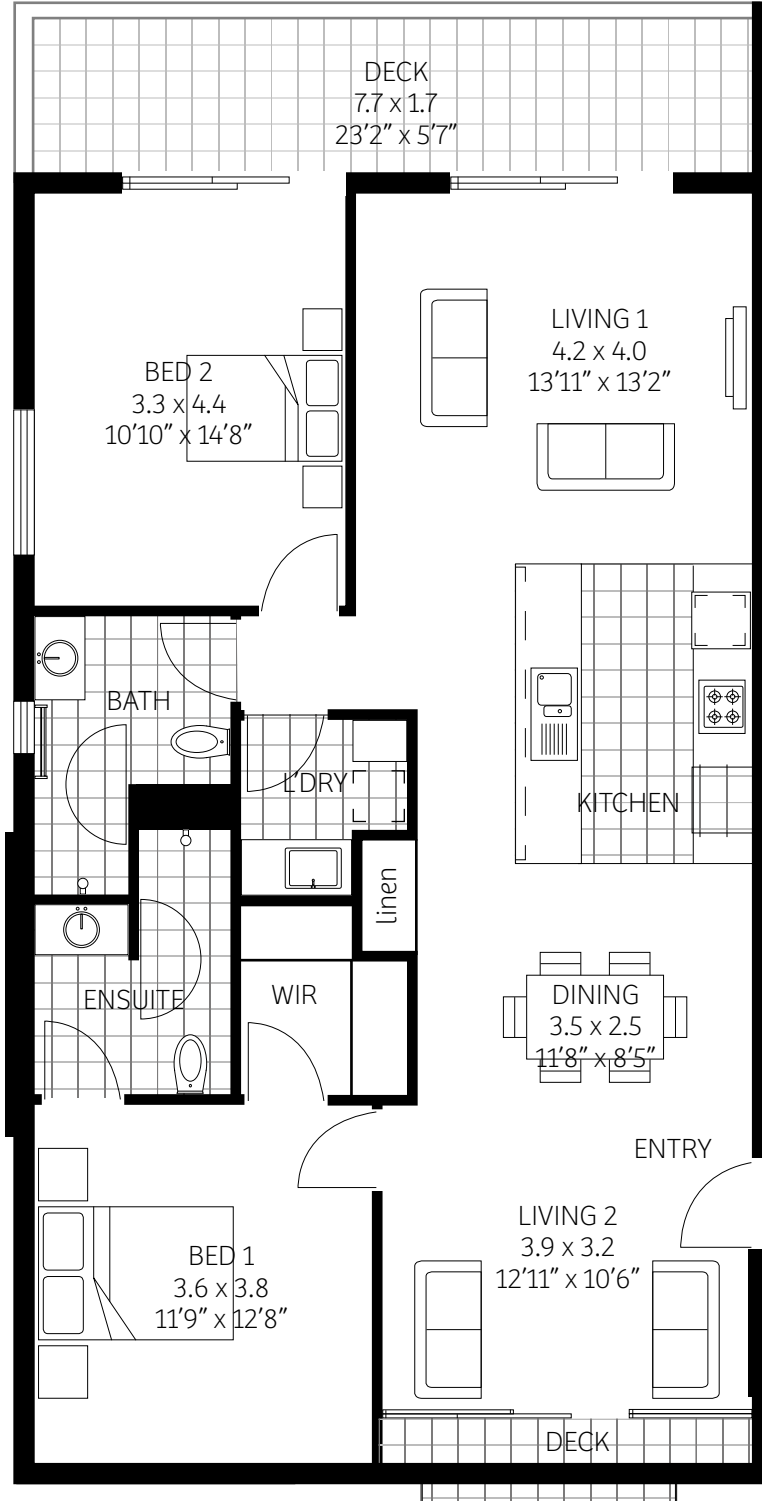 DECK
7.7 x 1.7
23’2” x 5’7”
LIVING 1
4.2 x 4.0
13’11” x 13’2”
BED 2
3.3 x 4.4
10’10” x 14’8”
BATH
L’DRY
KITCHEN
linen
ENSUITE
WIR
DINING
3.5 x 2.5
11’8” x 8’5”
ENTRY
LIVING 2
3.9 x 3.2
12’11” x 10’6”
BED 1
3.6 x 3.8
11’9” x 12’8”
DECK